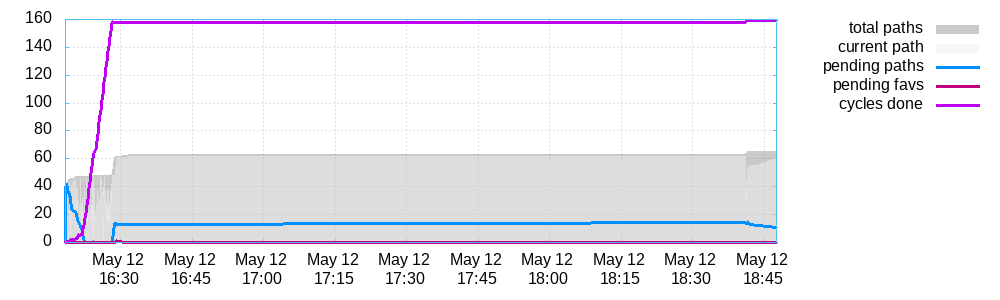 160
140
120
100
80
60
40
20
0
May 12 May 12 May 12 May 12 May 12 May 12 May 12 May 12 May 12 May 12
16:30 16:45 17:00 17:15 17:30 17:45 18:00 18:15 18:30 18:45
total paths
current path
pending paths
pending favs
cycles done